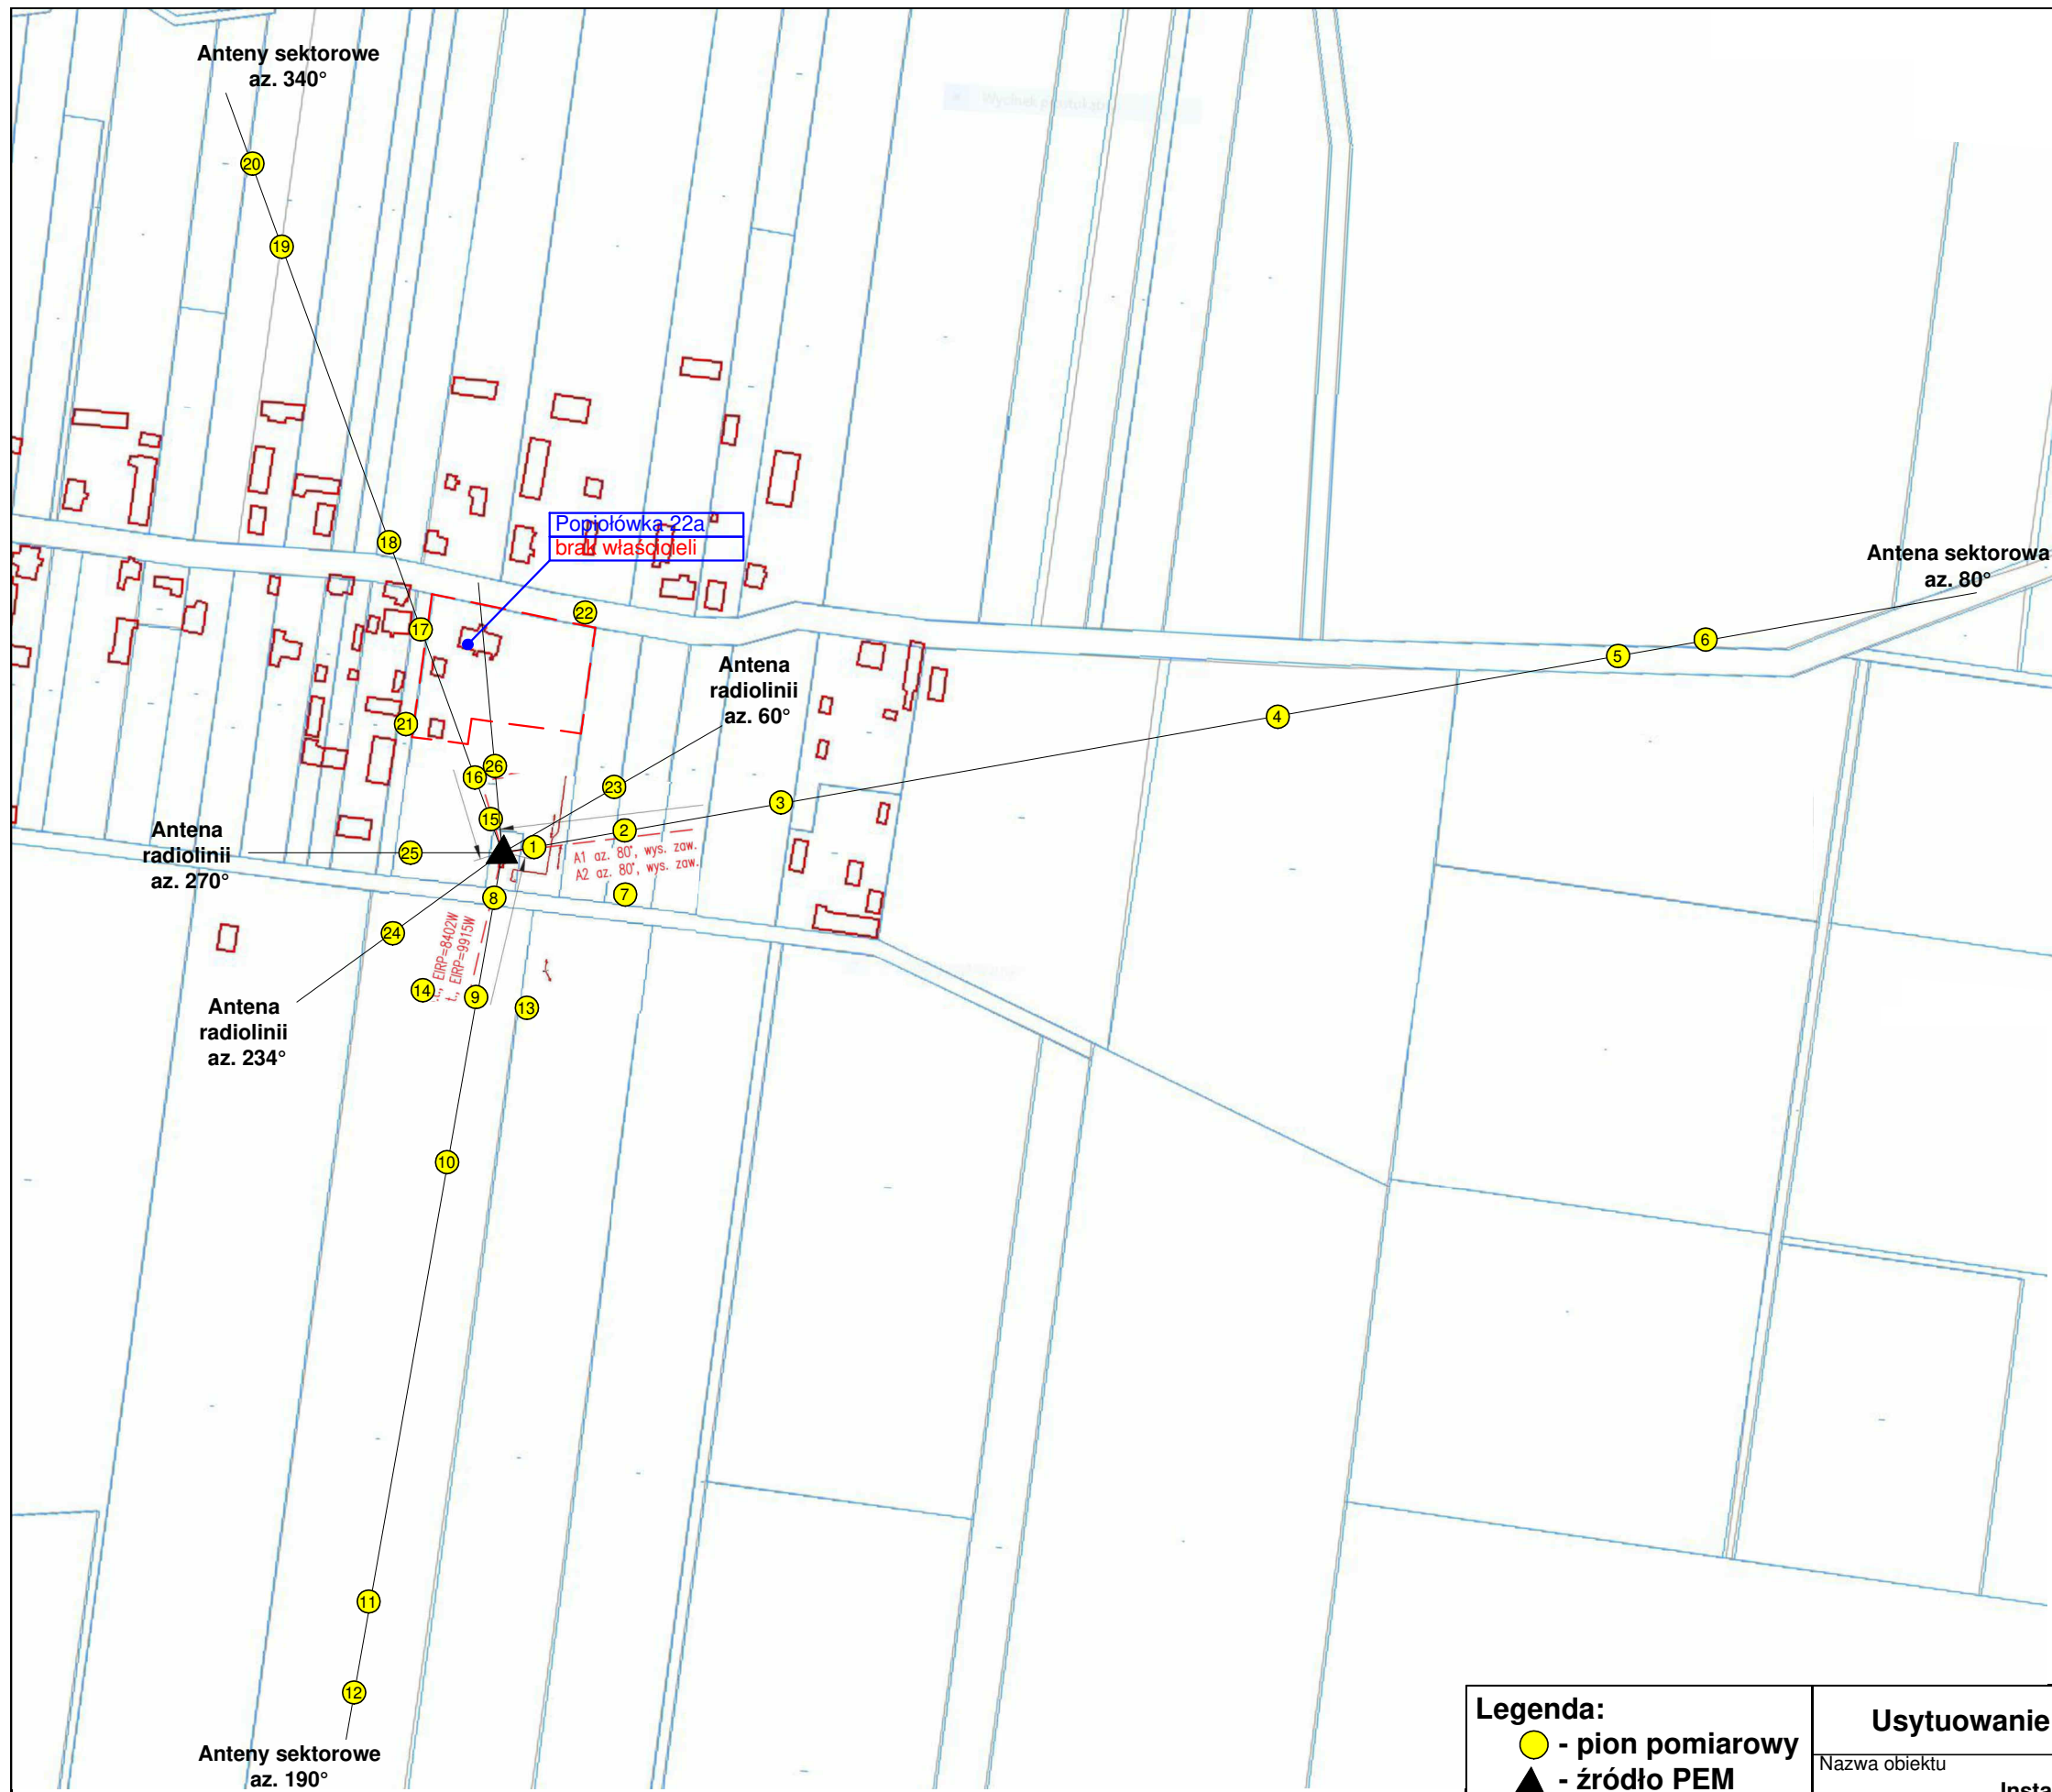 Anteny sektorowe
az. 340°
20
19
18
Popiołówka 22a
brak właścicieli
Antena sektorowa
az. 80°
22
17
6
5
Antena
radiolinii
az. 60°
4
21
26
16
23
3
15
2
Antena
radiolinii
az. 270°
25
1
A1 az. 80°, wys. zaw.
A2 az. 80°, wys. zaw.
7
8
24
EIRP=8402W
t., EIRP=9915W
14
9
13
Antena
radiolinii
az. 234°
10
11
12
Anteny sektorowe
az. 190°
Legenda:
- pion pomiarowy
- źródło PEM
Usytuowanie
Nazwa obiektu
Insta